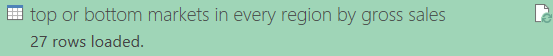 top or bottom markets in every region by gross sales
27 rows loaded.